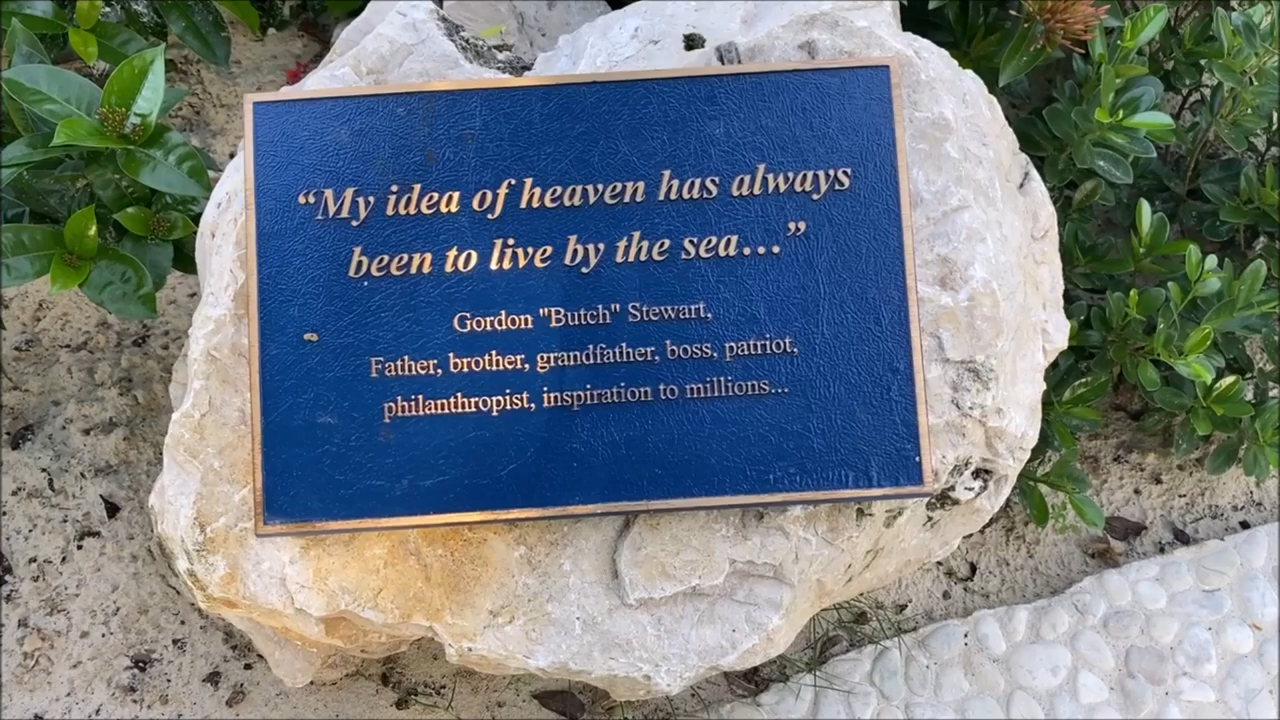 “My idea of heaven has always
been to live by the sea…”
Gordon "Butch" Stewart,
Father, brother, grandfather, boss, patriot,
philanthropist, inspiration to millions...